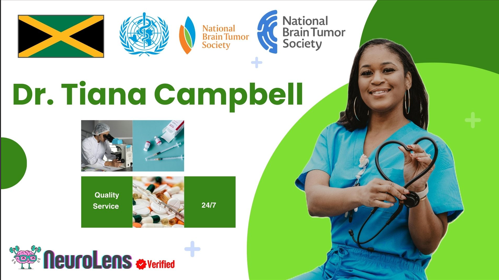 National
Brain Tumor
Society
National
Brain Tumor
Society
Dr. Tiana Campbell
Quality
Service
24/7
NeuroLens
Verified